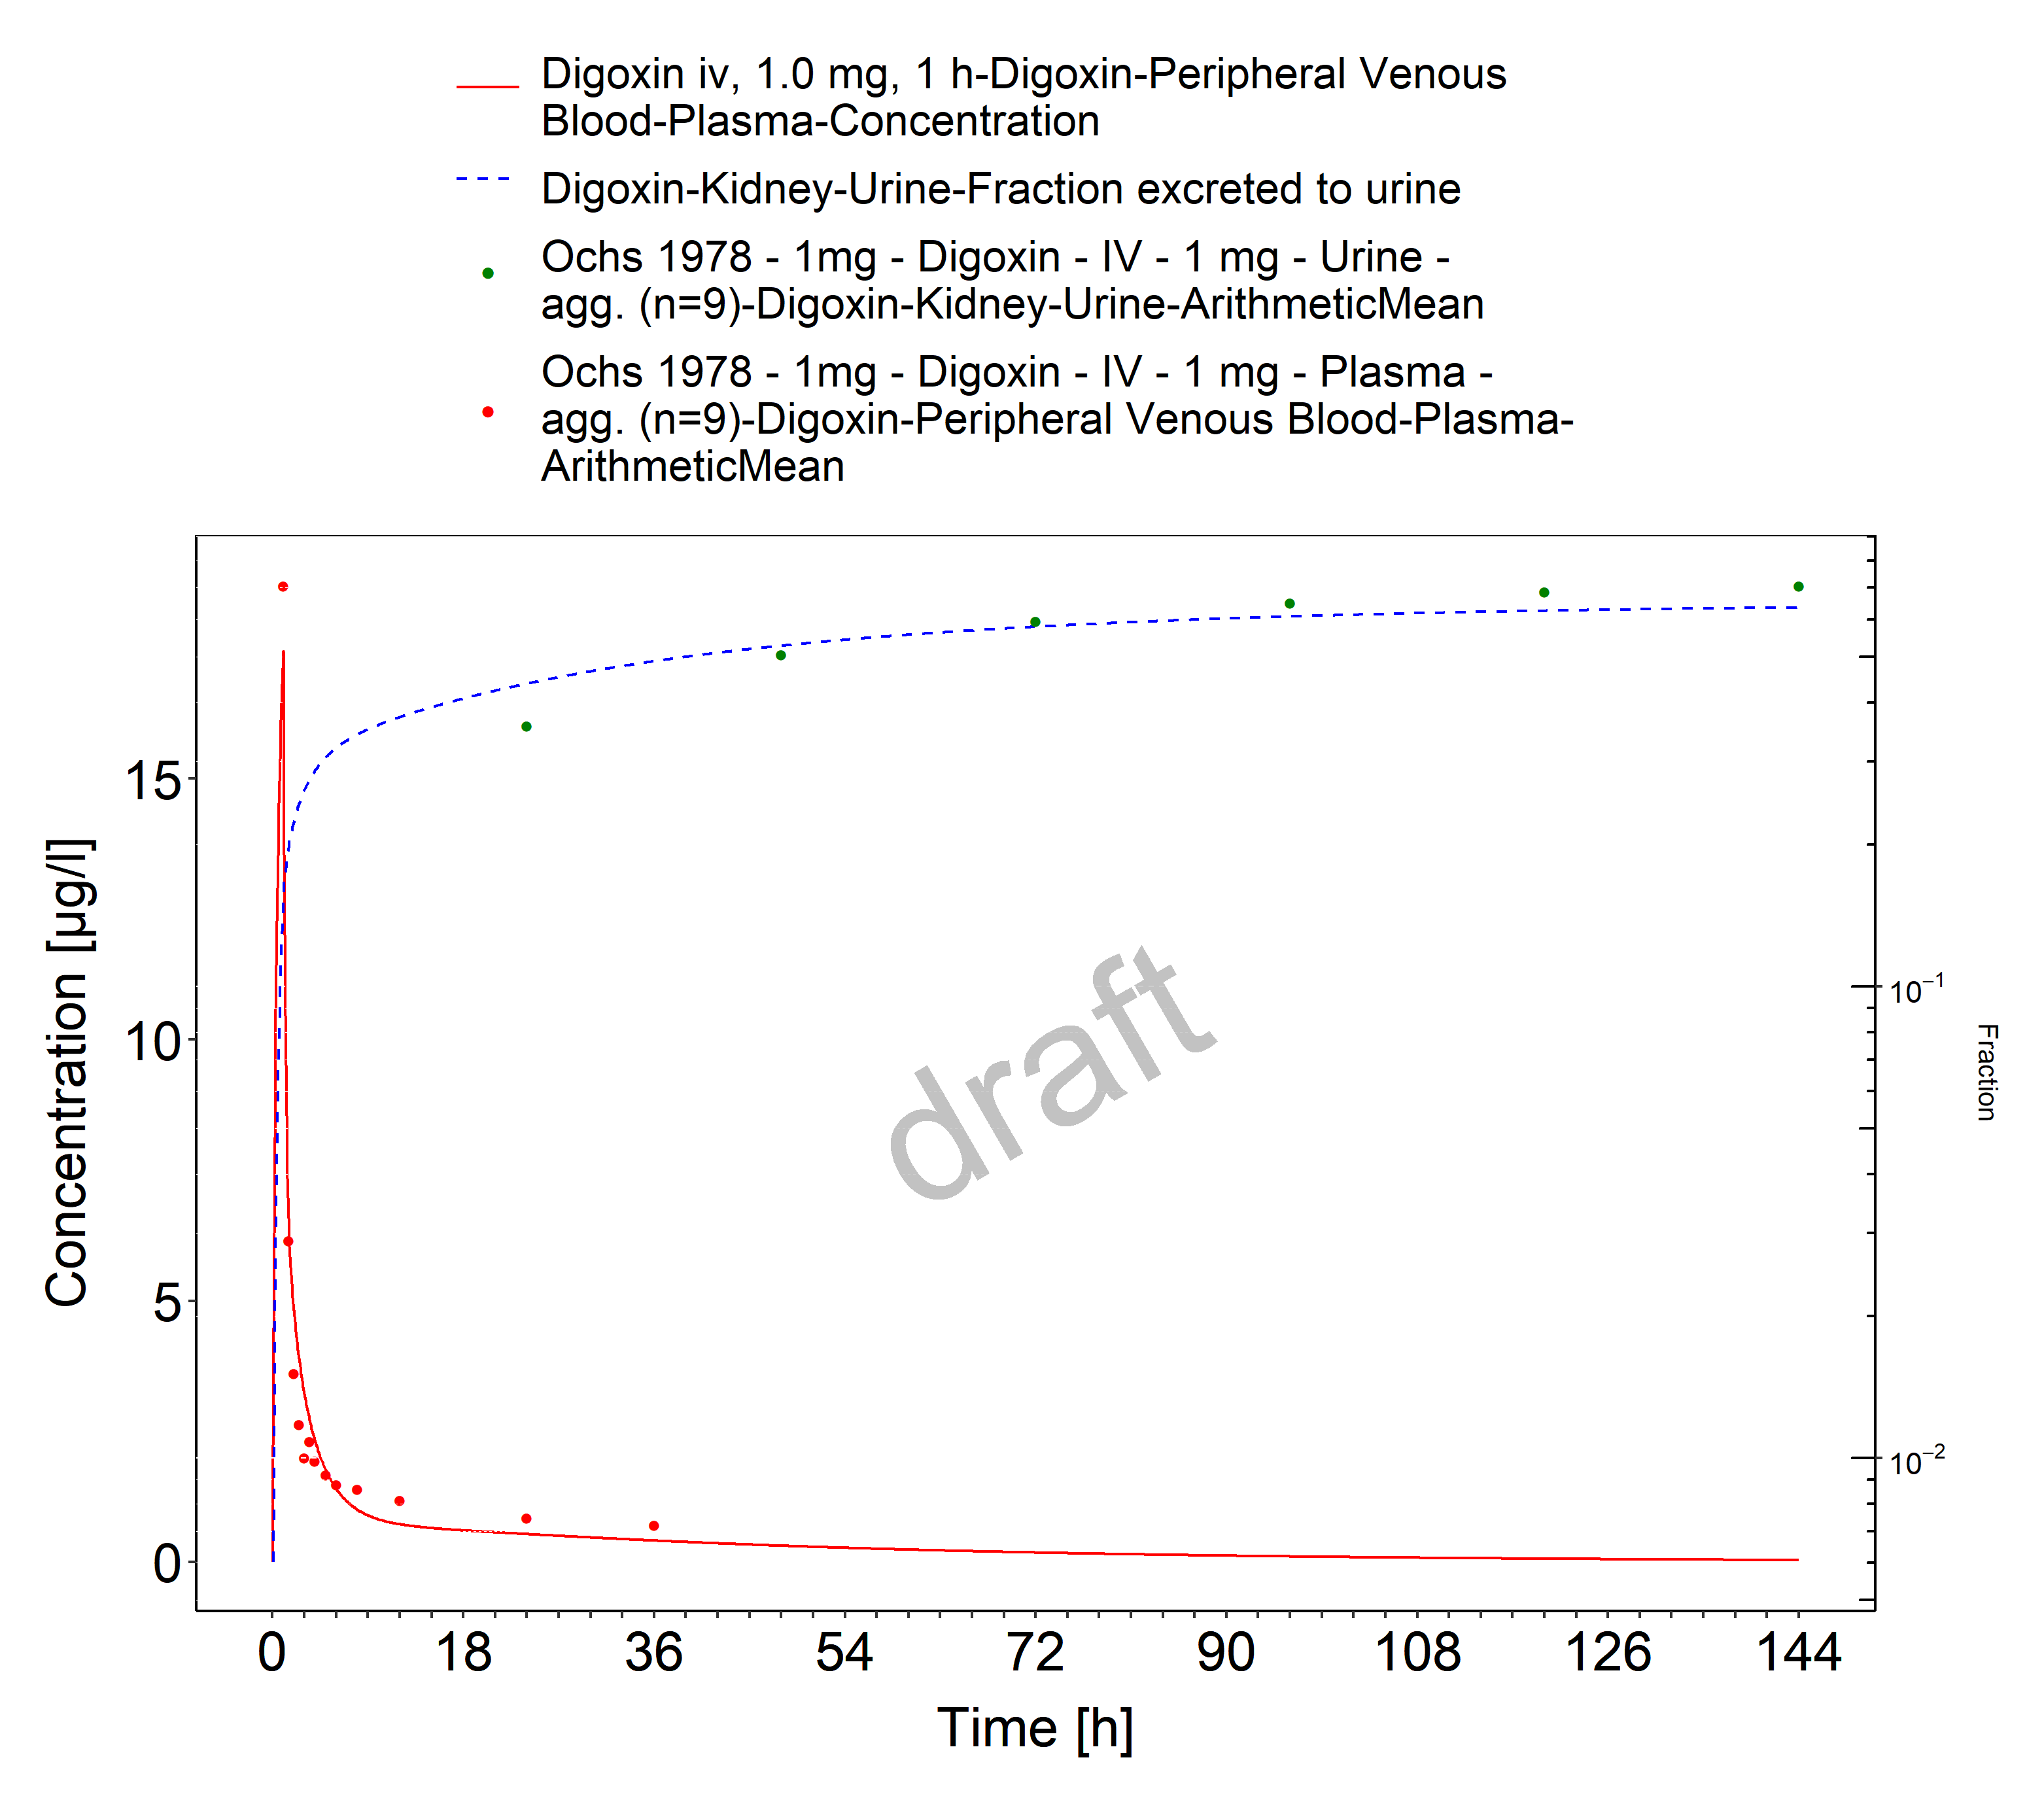 Digoxin iv, 1.0 mg, 1 h-Digoxin-Peripheral Venous
Blood-Plasma-Concentration
Digoxin-Kidney-Urine-Fraction excreted to urine
Ochs 1978 - 1mg - Digoxin - IV - 1 mg - Urine -
agg. (n=9)-Digoxin-Kidney-Urine-ArithmeticMean
Ochs 1978 - 1mg - Digoxin - IV - 1 mg - Plasma -
agg. (n=9)-Digoxin-Peripheral Venous Blood-Plasma-
ArithmeticMean
Concentration [µg/l]
15
10
5
0
draft
10⁻¹
10⁻²
Fraction
0 18 36 54 72 90 108 126 144
Time [h]